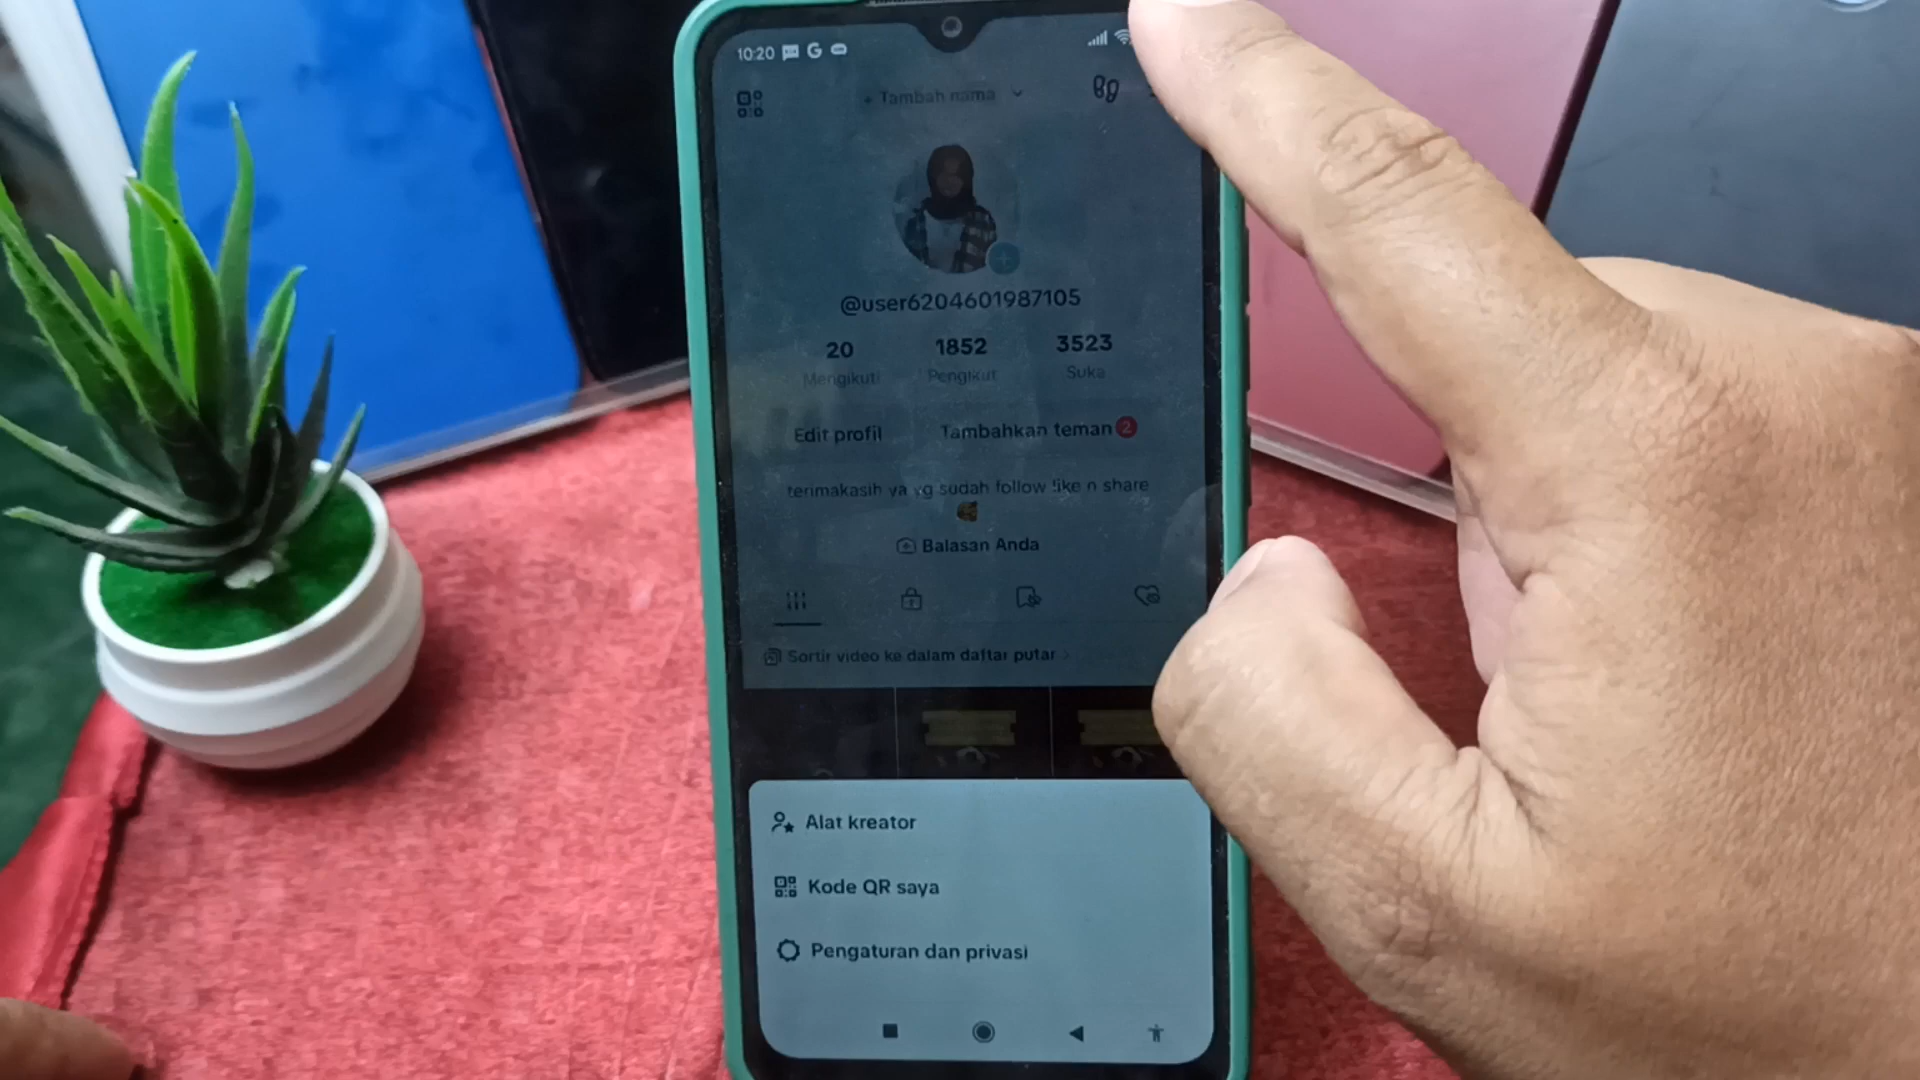 10:20
+ Tambah nama
@user6204601987105
20 1852 3523
Mengikuti Pengikut Suka
Edit profil Tambahkan teman 2
terimakasih ya yg sudah follow like n share
Balasan Anda
Sortir video ke dalam daftar putar
Alat kreator
Kode QR saya
Pengaturan dan privasi